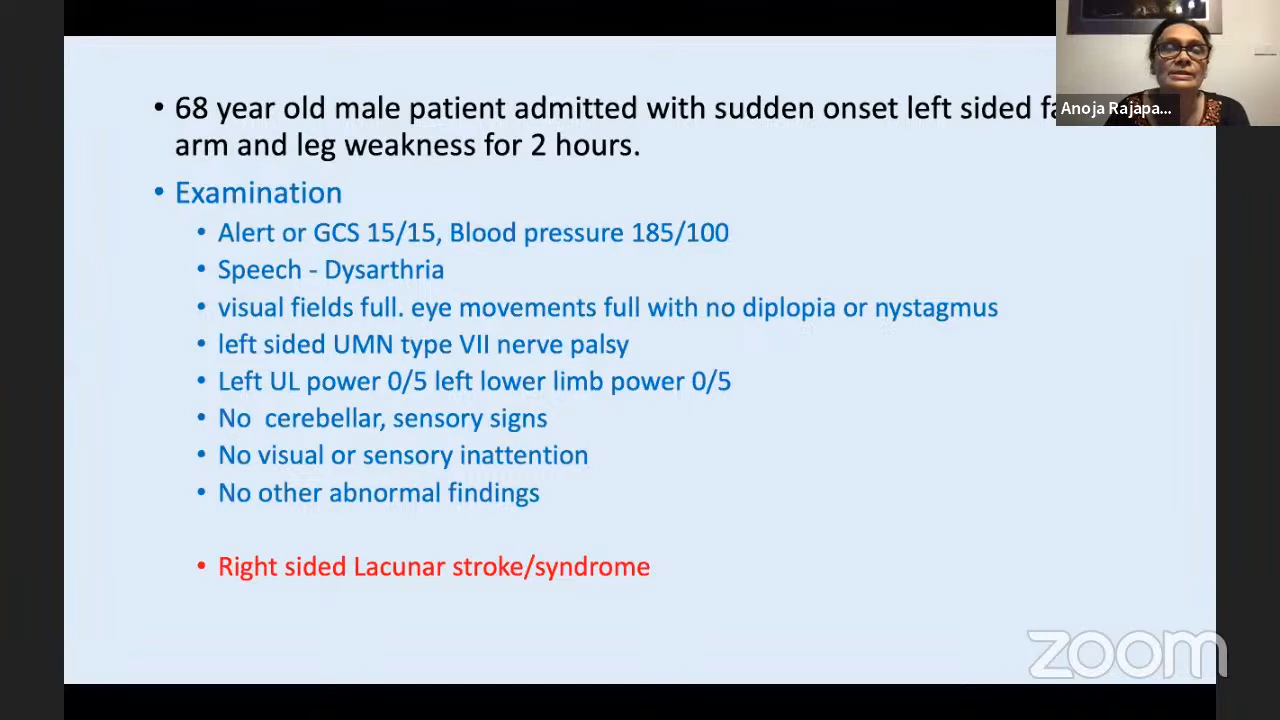 • 68 year old male patient admitted with sudden onset left sided
arm and leg weakness for 2 hours.
• Examination
• Alert or GCS 15/15, Blood pressure 185/100
• Speech - Dysarthria
• visual fields full. eye movements full with no diplopia or nystagmus
• left sided UMN type VII nerve palsy
• Left UL power 0/5 left lower limb power 0/5
• No cerebellar, sensory signs
• No visual or sensory inattention
• No other abnormal findings
• Right sided Lacunar stroke/syndrome
Anoja Rajapa...
zoom